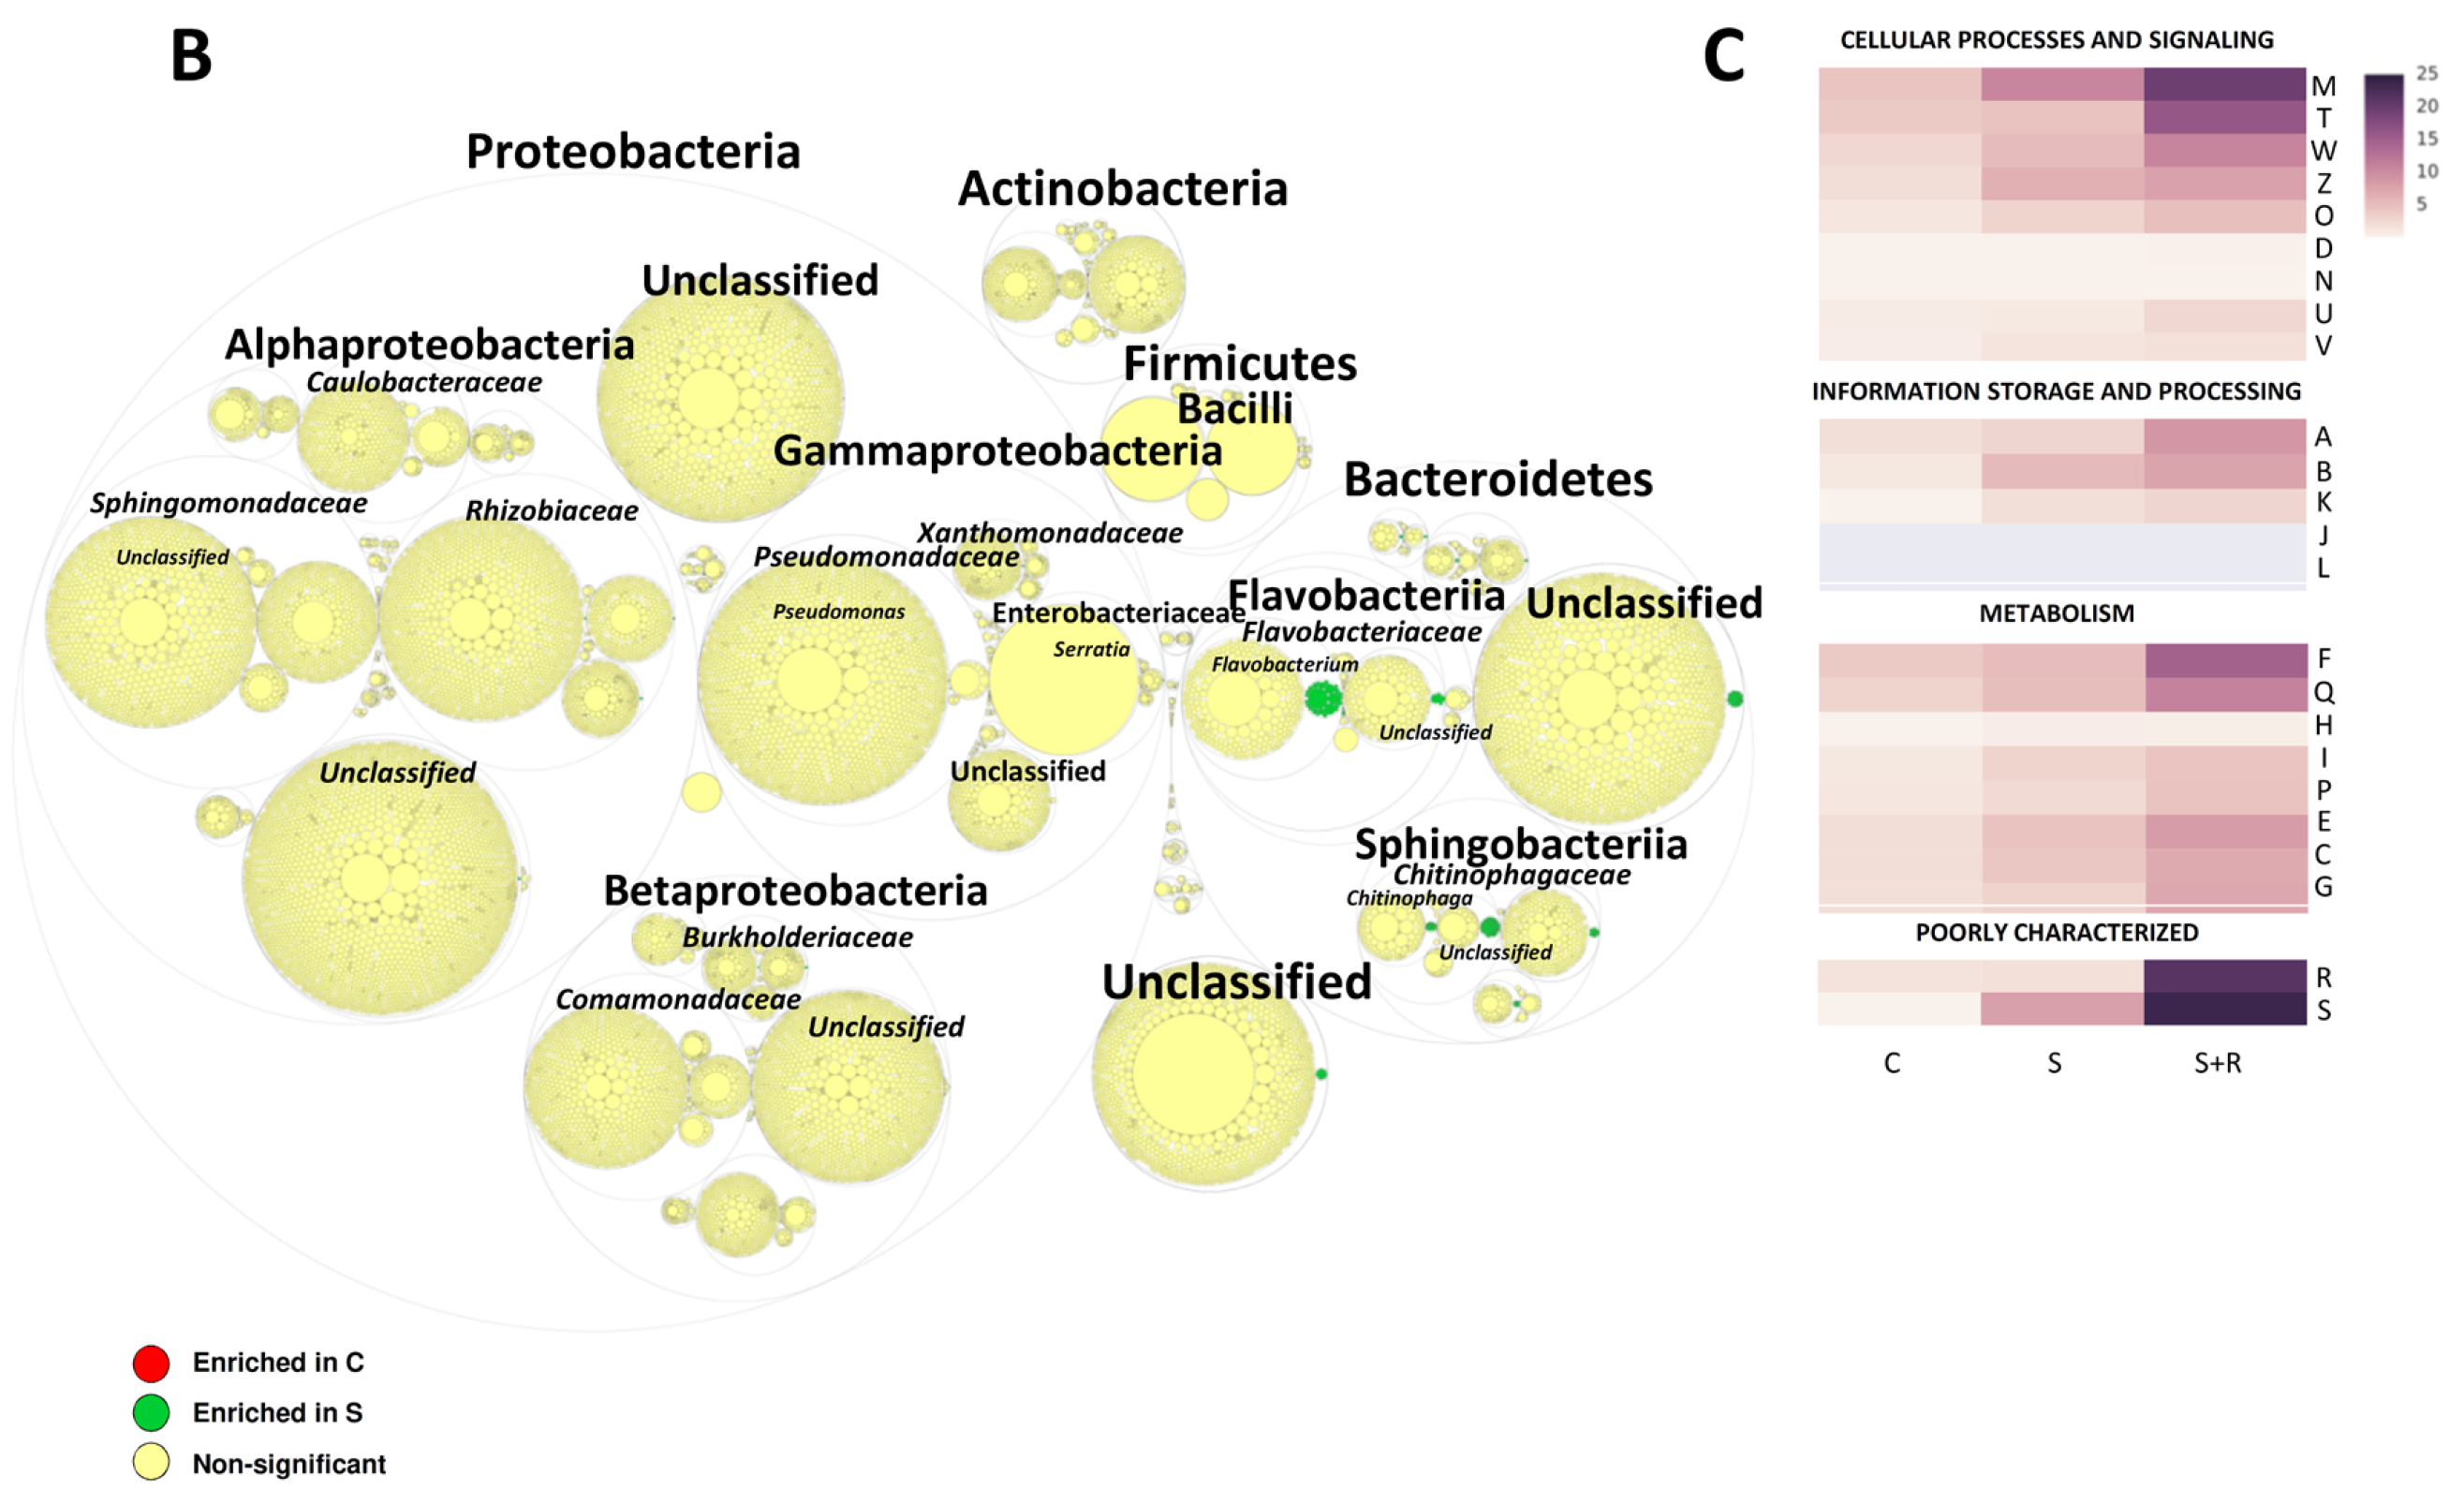 B
Proteobacteria
Actinobacteria
Unclassified
Alphaproteobacteria
Caulobacteraceae
Firmicutes
Bacilli
Gammaproteobacteria
Bacteroidetes
Sphingomonadaceae
Rhizobiaceae
Xanthomonadaceae
Unclassified
Pseudomonadaceae
Pseudomonas
Enterobacteriaceae
Serratia
Flavobacteriia
Unclassified
Flavobacteriaceae
Flavobacterium
Unclassified
Unclassified
Unclassified
Sphingobacteriia
Chitinophagaceae
Chitinophaga
Unclassified
Betaproteobacteria
Burkholderiaceae
Comamonadaceae
Unclassified
Unclassified
Enriched in C
Enriched in S
Non-significant
C
CELLULAR PROCESSES AND SIGNALING
M
T
W
Z
O
D
N
U
V
25
20
15
10
5
INFORMATION STORAGE AND PROCESSING
A
B
K
J
L
METABOLISM
F
Q
H
I
P
E
C
G
POORLY CHARACTERIZED
R
S
C S S+R